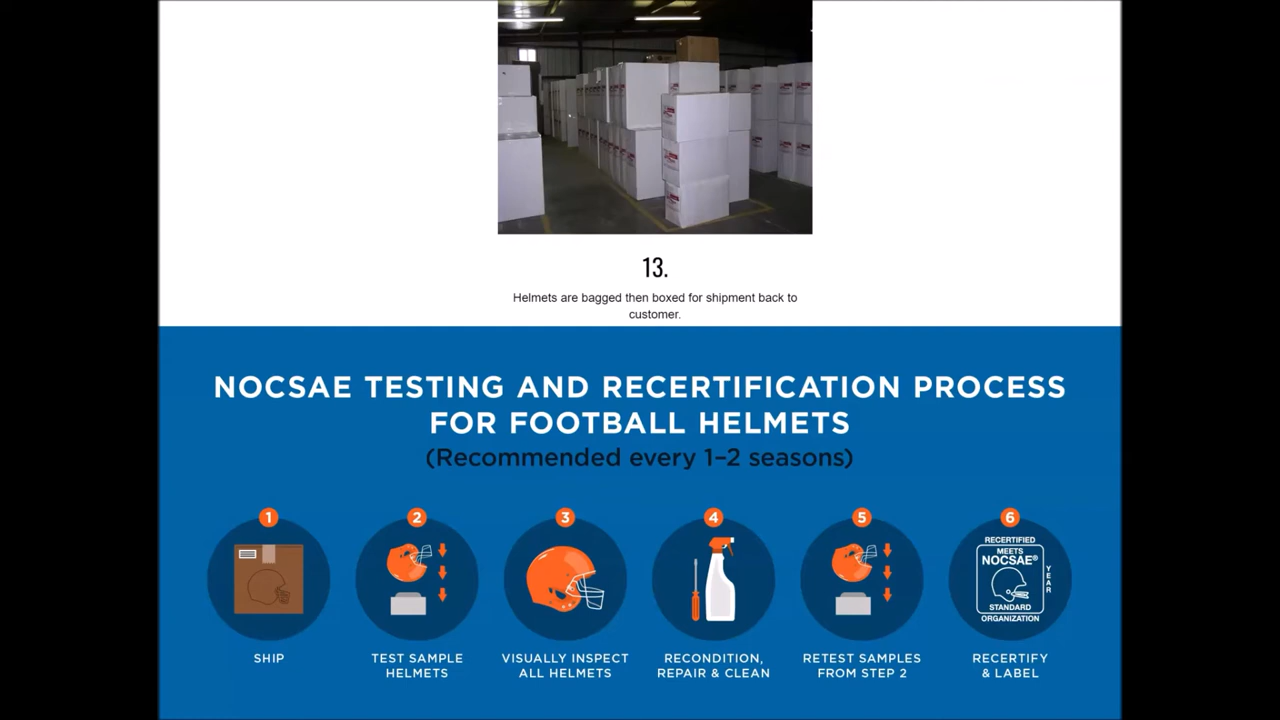 13.
Helmets are bagged then boxed for shipment back to
customer.
NOCSAE TESTING AND RECERTIFICATION PROCESS
FOR FOOTBALL HELMETS
(Recommended every 1–2 seasons)
1
2
3
4
5
6
RECERTIFIED
MEETS
NOCSAE®
YEAR
STANDARD
ORGANIZATION
SHIP
TEST SAMPLE
HELMETS
VISUALLY INSPECT
ALL HELMETS
RECONDITION,
REPAIR & CLEAN
RETEST SAMPLES
FROM STEP 2
RECERTIFY
& LABEL